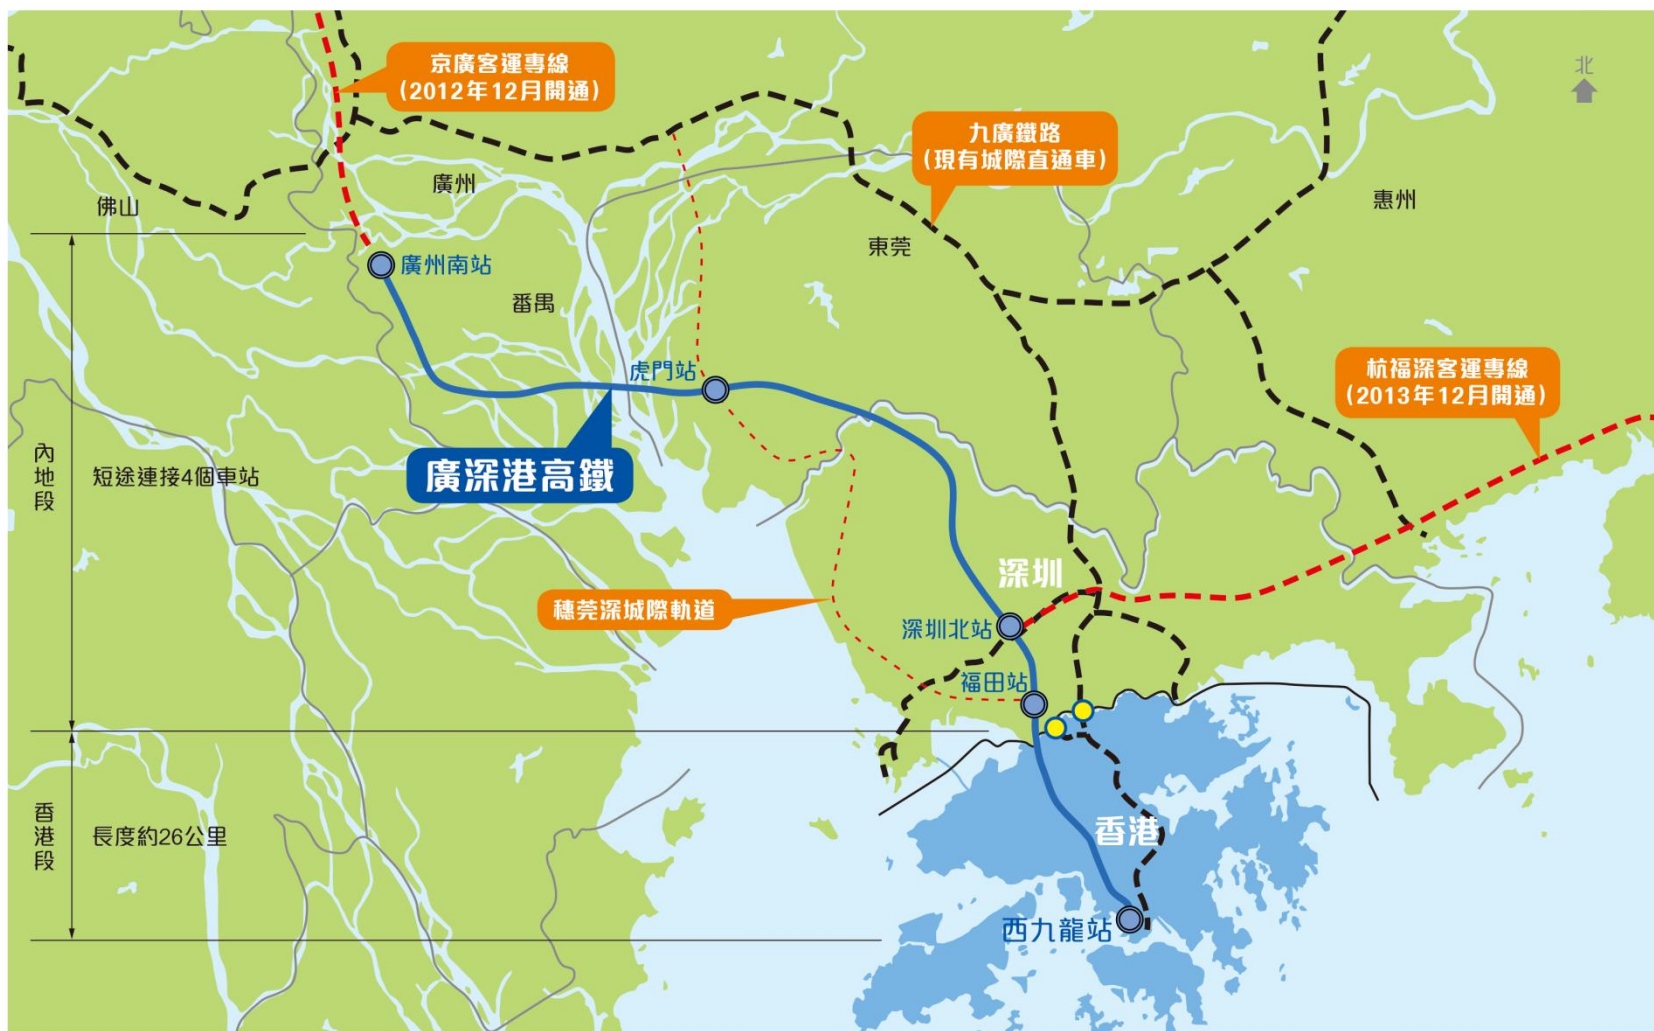 京廣客運專線
(2012年12月開通)
北
九廣鐵路
(現有城際直通車)
廣州
佛山
惠州
東莞
廣州南站
番禺
虎門站
杭福深客運專線
(2013年12月開通)
內地段
短途連接4個車站
廣深港高鐵
深圳
穗莞深城際軌道
深圳北站
福田站
香港段
長度約26公里
香港
西九龍站